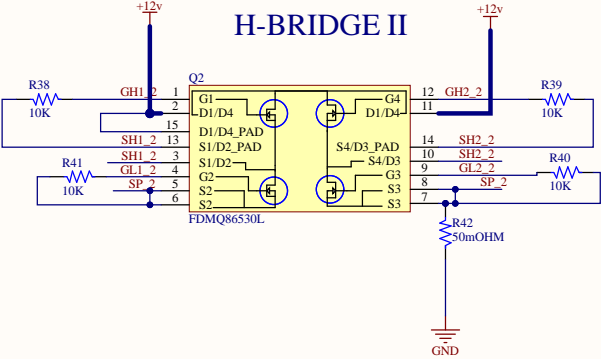 +12v
H-BRIDGE II
+12v
Q2
R38
10K
GH1_2
1
2
15
SH1_2
13
SH1_2
3
GL1_2
4
SP_2
5
6
R41
10K
G1
D1/D4
D1/D4_PAD
S1/D2_PAD
S1/D2
G2
S2
S2
G4
D1/D4
S4/D3_PAD
S4/D3
G3
S3
S3
12
GH2_2
11
14
SH2_2
10
SH2_2
9
GL2_2
8
SP_2
7
R39
10K
R40
10K
FDMQ86530L
R42
50mOHM
GND